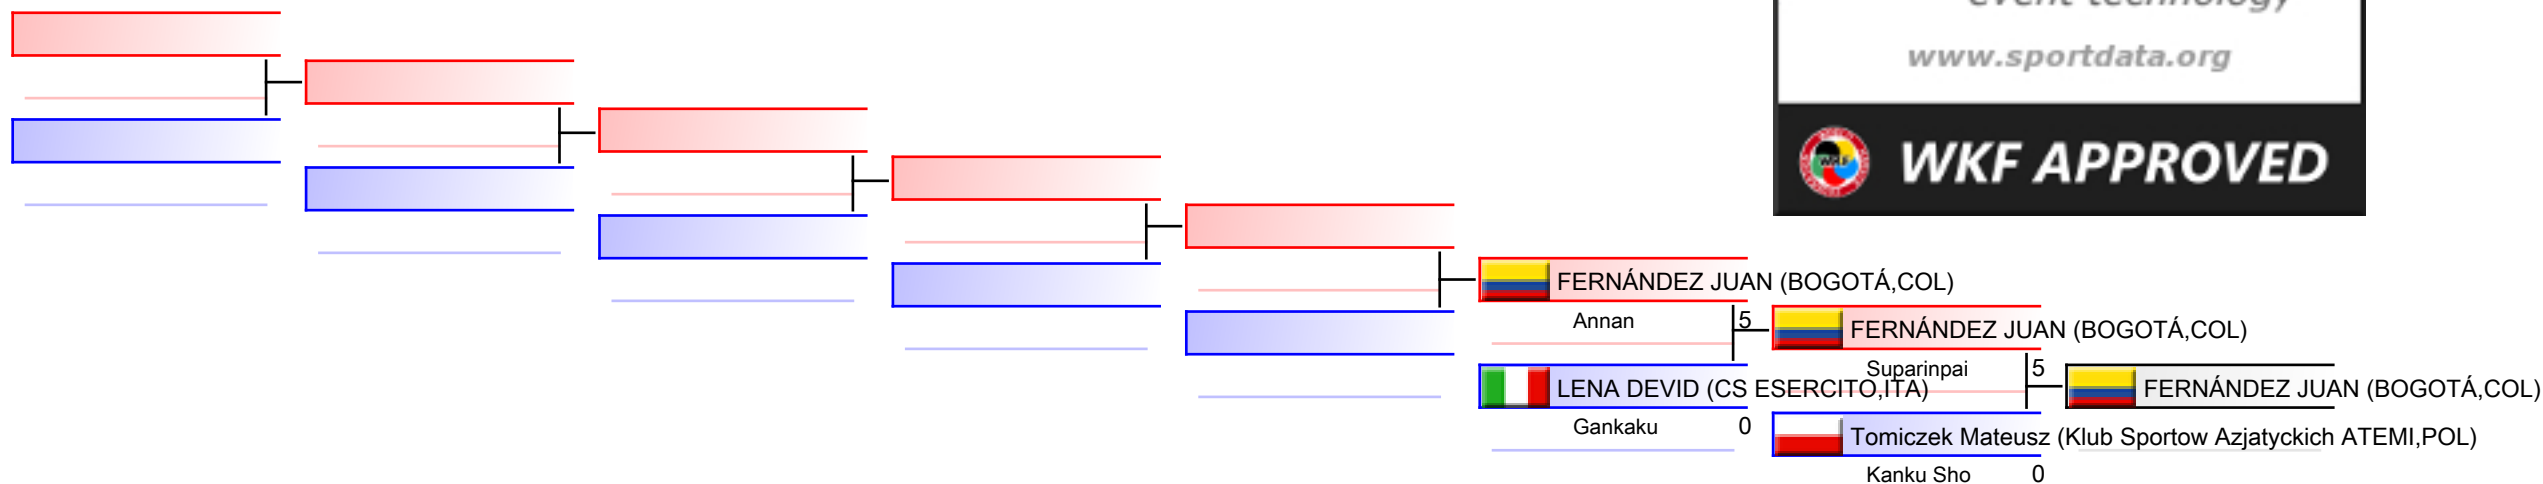 event technology
www.sportdata.org
WKF APPROVED
FERNÁNDEZ JUAN (BOGOTÁ,COL)
Annan 5
LENA DEVID (CS ESERCITO,ITA)
Gankaku 0
FERNÁNDEZ JUAN (BOGOTÁ,COL)
Suparinpai 5
Tomiczek Mateusz (Klub Sportow Azjatyckich ATEMI,POL)
Kanku Sho 0
FERNÁNDEZ JUAN (BOGOTÁ,COL)